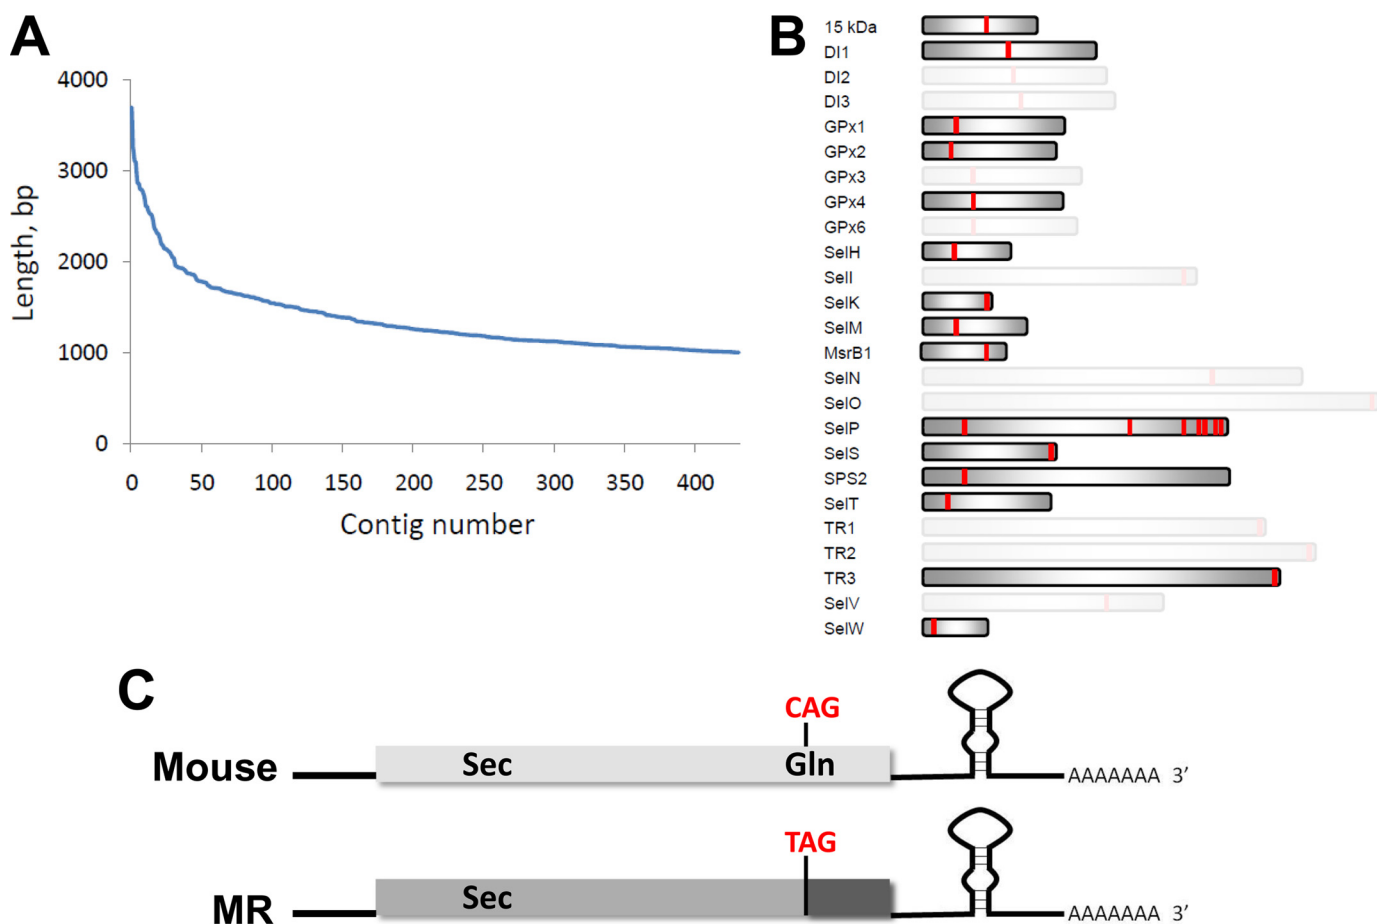 A
4000
3000
2000
1000
0
Length, bp
0 50 100 150 200 250 300 350 400
Contig number
B
15 kDa
DI1
DI2
DI3
GPx1
GPx2
GPx3
GPx4
GPx6
SelH
SelI
SelK
SelM
MsrB1
SelN
SelO
SelP
SelS
SPS2
SelT
TR1
TR2
TR3
SelV
SelW
C
CAG
Mouse Sec Gln AAAAAAA 3′
TAG
MR Sec AAAAAAA 3′